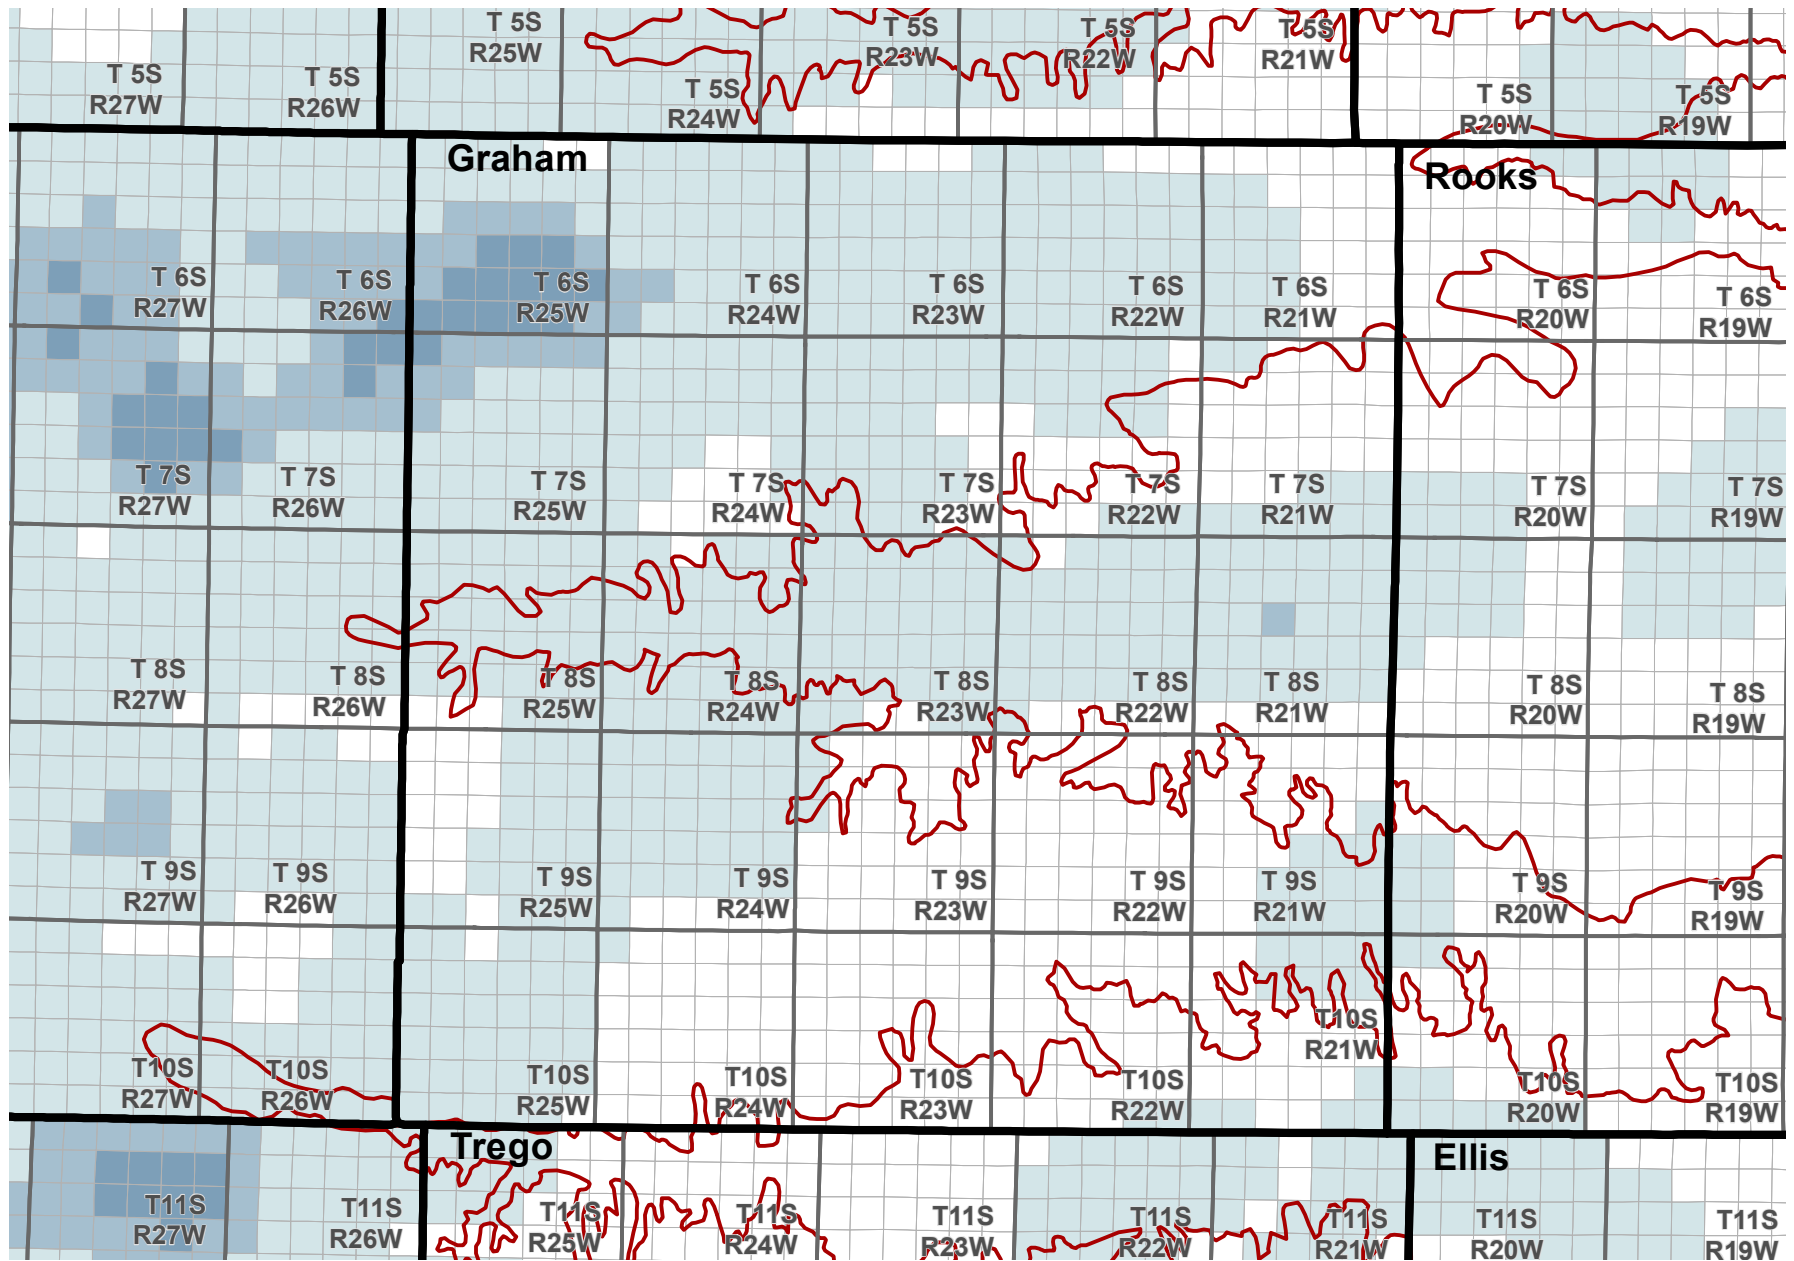 T 5S
R27W
T 5S
R26W
T 5S
R25W
T 5S
R24W
T 5S
R23W
T 5S
R22W
T 5S
R21W
T 5S
R20W
T 5S
R19W
Graham
Rooks
T 6S
R27W
T 6S
R26W
T 6S
R25W
T 6S
R24W
T 6S
R23W
T 6S
R22W
T 6S
R21W
T 6S
R20W
T 6S
R19W
T 7S
R27W
T 7S
R26W
T 7S
R25W
T 7S
R24W
T 7S
R23W
T 7S
R22W
T 7S
R21W
T 7S
R20W
T 7S
R19W
T 8S
R27W
T 8S
R26W
T 8S
R25W
T 8S
R24W
T 8S
R23W
T 8S
R22W
T 8S
R21W
T 8S
R20W
T 8S
R19W
T 9S
R27W
T 9S
R26W
T 9S
R25W
T 9S
R24W
T 9S
R23W
T 9S
R22W
T 9S
R21W
T 9S
R20W
T 9S
R19W
T10S
R27W
T10S
R26W
T10S
R25W
T10S
R24W
T10S
R23W
T10S
R22W
T10S
R21W
T10S
R20W
T10S
R19W
Trego
Ellis
T11S
R27W
T11S
R26W
T11S
R25W
T11S
R24W
T11S
R23W
T11S
R22W
T11S
R21W
T11S
R20W
T11S
R19W